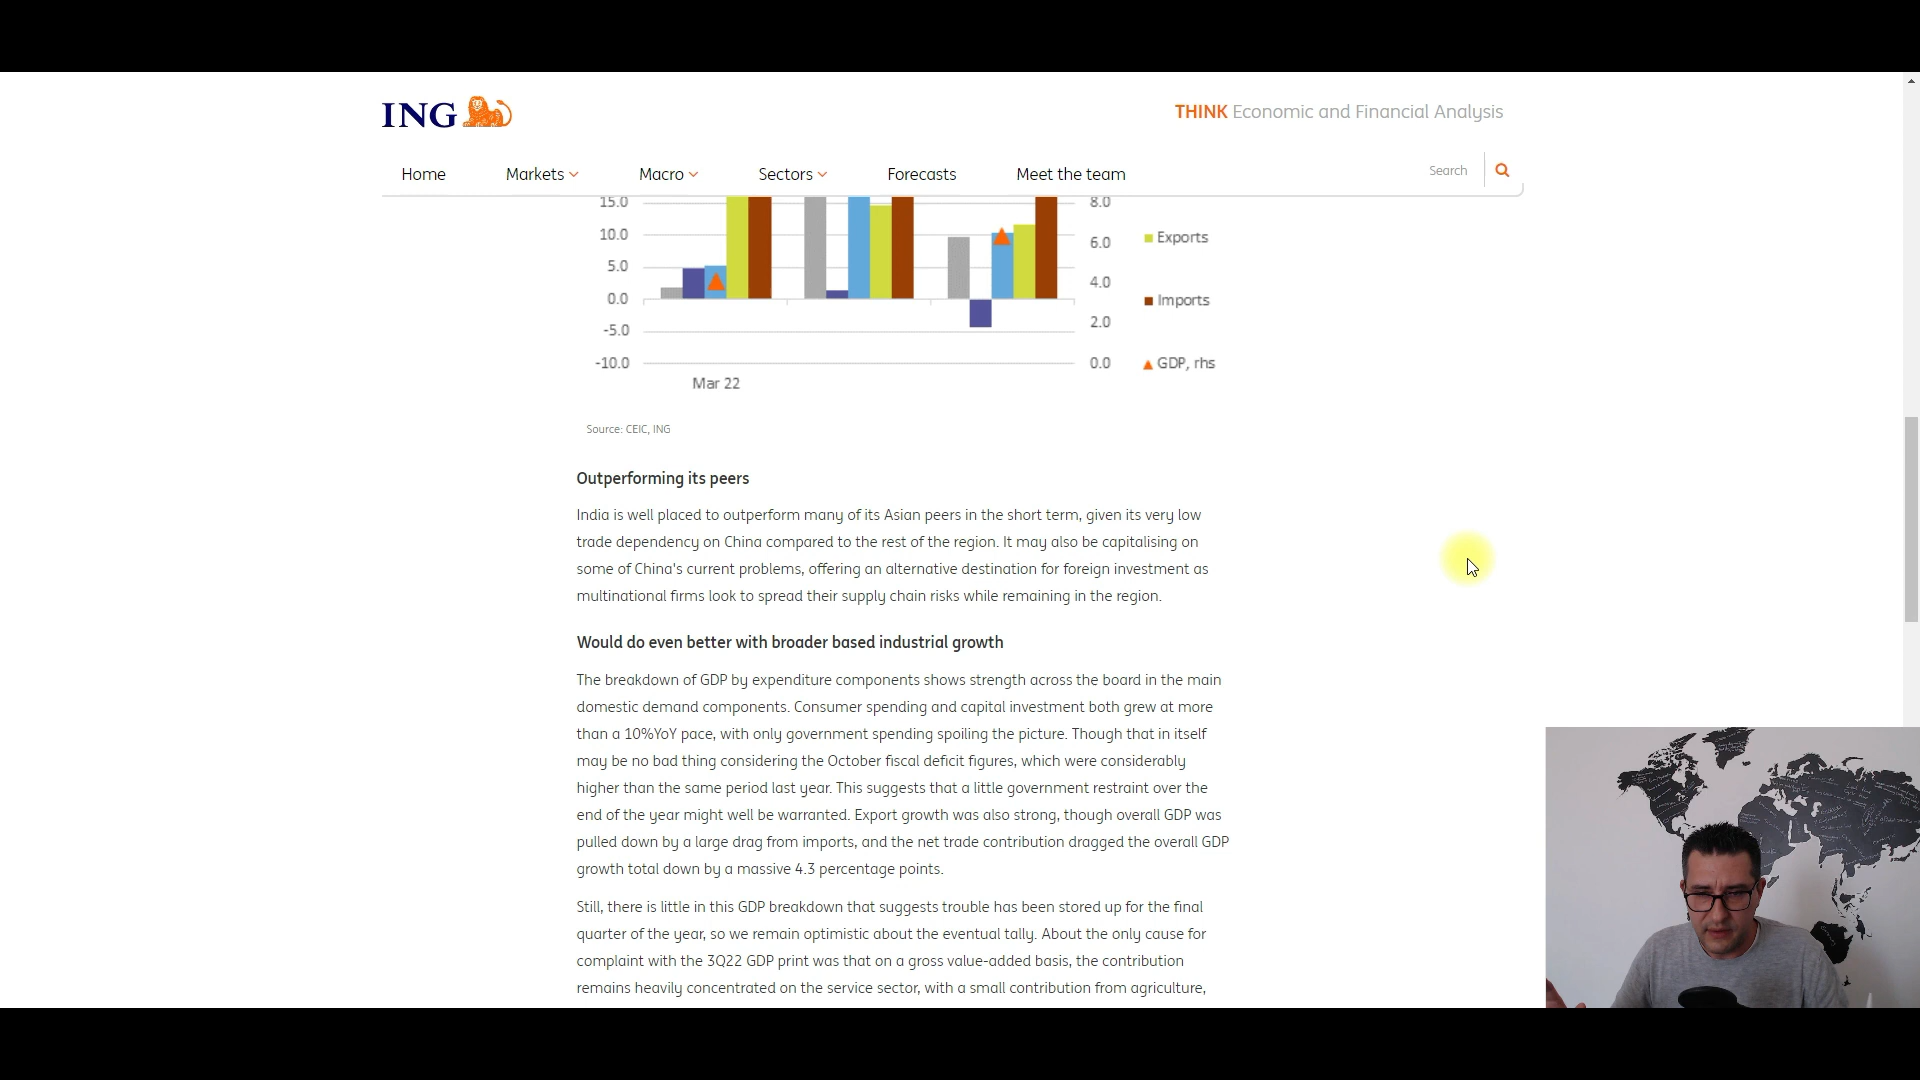 ING
THINK Economic and Financial Analysis
Home Markets Macro Sectors Forecasts Meet the team
Search
15.0
10.0
5.0
0.0
-5.0
-10.0
8.0
6.0
4.0
2.0
0.0
Exports
Imports
GDP, rhs
Mar 22
Source: CEIC, ING
Outperforming its peers
India is well placed to outperform many of its Asian peers in the short term, given its very low
trade dependency on China compared to the rest of the region. It may also be capitalising on
some of China's current problems, offering an alternative destination for foreign investment as
multinational firms look to spread their supply chain risks while remaining in the region.
Would do even better with broader based industrial growth
The breakdown of GDP by expenditure components shows strength across the board in the main
domestic demand components. Consumer spending and capital investment both grew at more
than a 10%YoY pace, with only government spending spoiling the picture. Though that in itself
may be no bad thing considering the October fiscal deficit figures, which were considerably
higher than the same period last year. This suggests that a little government restraint over the
end of the year might well be warranted. Export growth was also strong, though overall GDP was
pulled down by a large drag from imports, and the net trade contribution dragged the overall GDP
growth total down by a massive 4.3 percentage points.
Still, there is little in this GDP breakdown that suggests trouble has been stored up for the final
quarter of the year, so we remain optimistic about the eventual tally. About the only cause for
complaint with the 3Q22 GDP print was that on a gross value-added basis, the contribution
remains heavily concentrated on the service sector, with a small contribution from agriculture,